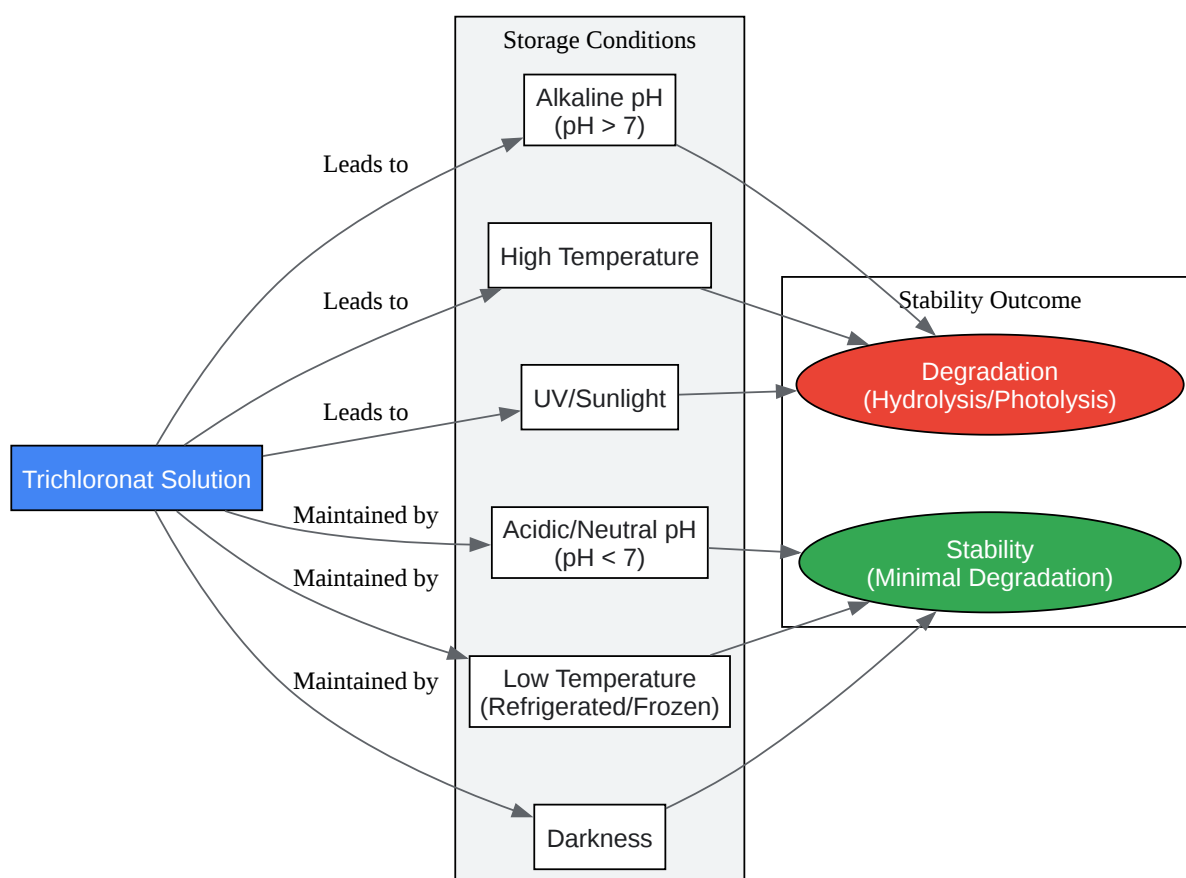 Storage Conditions
Alkaline pH
(pH > 7)
Leads to
High Temperature
Leads to
Stability Outcome
Degradation
(Hydrolysis/Photolysis)
UV/Sunlight
Leads to
Trichloronat Solution
Maintained by
Acidic/Neutral pH
(pH < 7)
Stability
(Minimal Degradation)
Maintained by
Low Temperature
(Refrigerated/Frozen)
Maintained by
Darkness